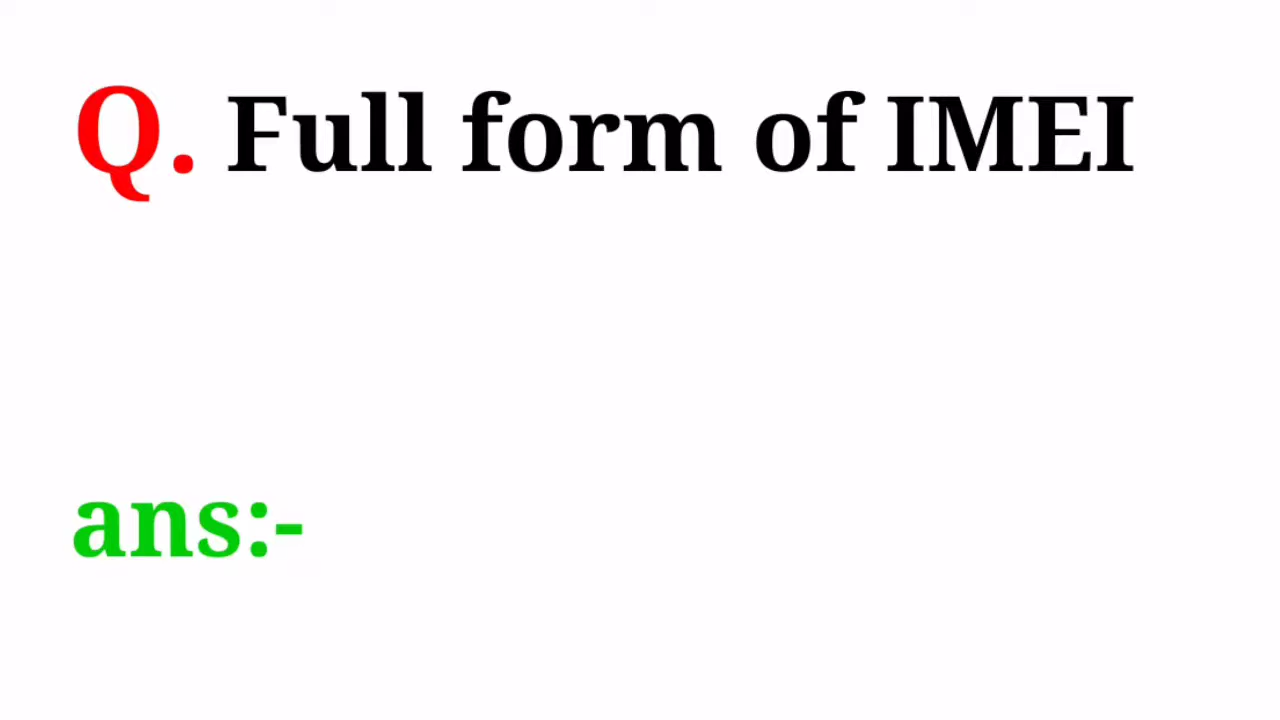 Q. Full form of IMEI
ans:-